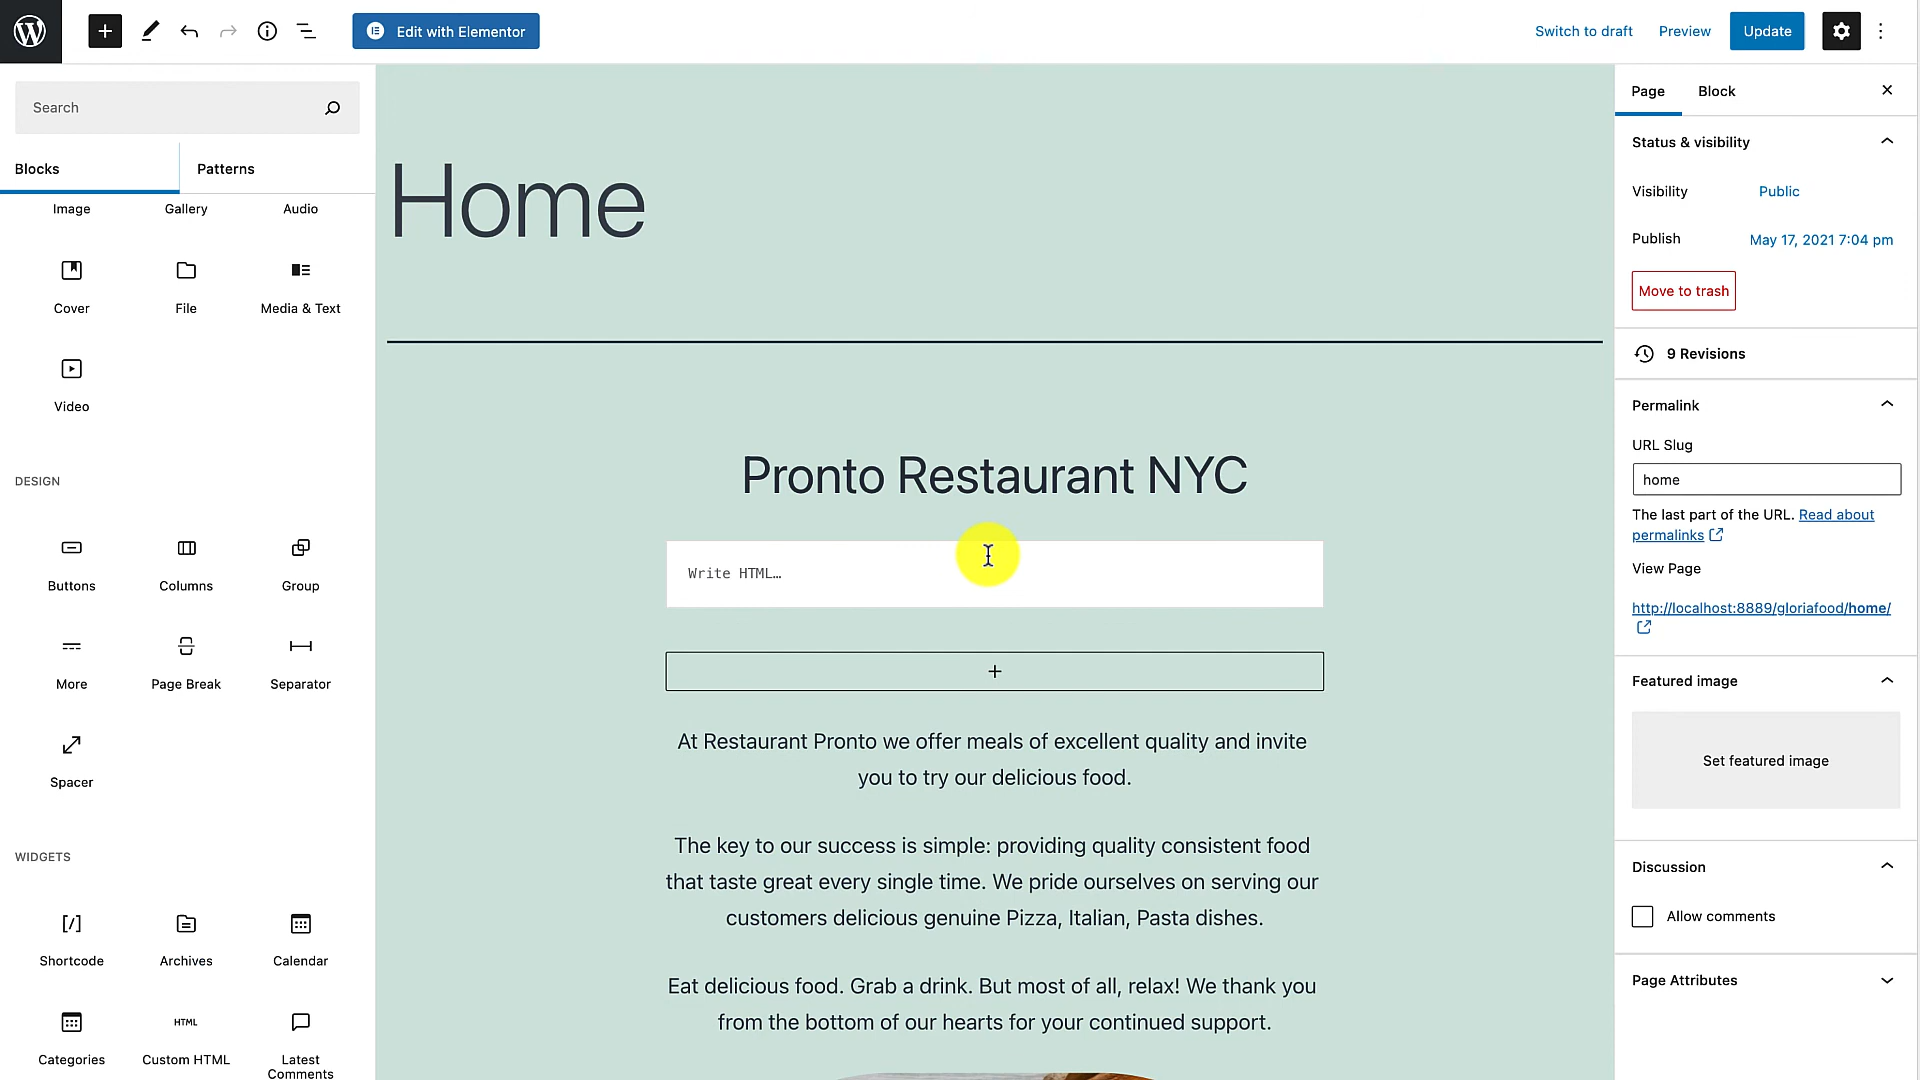 Edit with Elementor
Switch to draft
Preview
Update
Search
Blocks
Patterns
Image
Gallery
Audio
Cover
File
Media & Text
Video
DESIGN
Buttons
Columns
Group
More
Page Break
Separator
Spacer
WIDGETS
Shortcode
Archives
Calendar
Categories
HTML
Custom HTML
Latest
Comments
Home
Pronto Restaurant NYC
Write HTML…
At Restaurant Pronto we offer meals of excellent quality and invite
you to try our delicious food.
The key to our success is simple: providing quality consistent food
that taste great every single time. We pride ourselves on serving our
customers delicious genuine Pizza, Italian, Pasta dishes.
Eat delicious food. Grab a drink. But most of all, relax! We thank you
from the bottom of our hearts for your continued support.
Page
Block
Status & visibility
Visibility
Public
Publish
May 17, 2021 7:04 pm
Move to trash
9 Revisions
Permalink
URL Slug
home
The last part of the URL. Read about
permalinks
View Page
http://localhost:8889/gloriafood/home/
Featured image
Set featured image
Discussion
Allow comments
Page Attributes